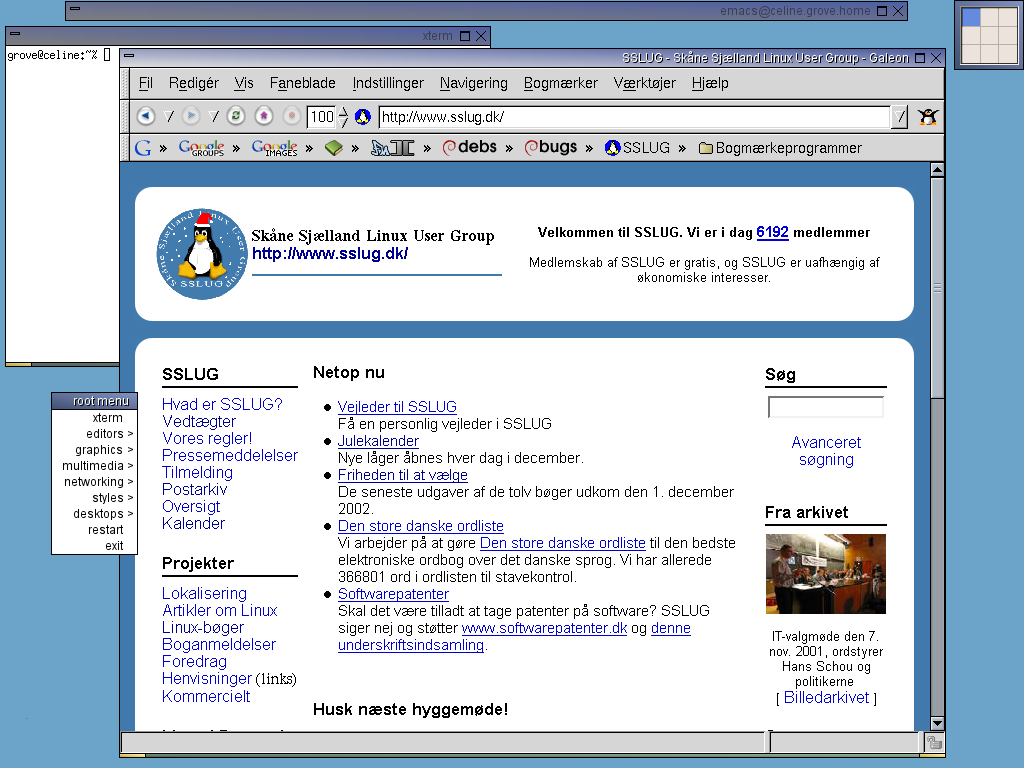 emacs@celine.grove.home
xterm
grove@celine:~%
SSLUG - Skåne Sjælland Linux User Group - Galeon
Fil Redigér Vis Faneblade Indstillinger Navigering Bogmærker Værktøjer Hjælp
100 http://www.sslug.dk/
G » Google GROUPS » Google IMAGES » » » debs » bugs » SSLUG » Bogmærkeprogrammer
Skåne Sjælland Linux User Group
SSLUG
Skåne Sjælland Linux User Group
http://www.sslug.dk/
Velkommen til SSLUG. Vi er i dag 6192 medlemmer
Medlemskab af SSLUG er gratis, og SSLUG er uafhængig af
økonomiske interesser.
root menu
xterm
editors >
graphics >
multimedia >
networking >
styles >
desktops >
restart
exit
SSLUG
Hvad er SSLUG?
Vedtægter
Vores regler!
Pressemeddelelser
Tilmelding
Postarkiv
Oversigt
Kalender
Projekter
Lokalisering
Artikler om Linux
Linux-bøger
Boganmeldelser
Foredrag
Henvisninger (links)
Kommercielt
Netop nu
Vejleder til SSLUG
Få en personlig vejleder i SSLUG
Julekalender
Nye låger åbnes hver dag i december.
Friheden til at vælge
De seneste udgaver af de tolv bøger udkom den 1. december
2002.
Den store danske ordliste
Vi arbejder på at gøre Den store danske ordliste til den bedste
elektroniske ordbog over det danske sprog. Vi har allerede
366801 ord i ordlisten til stavekontrol.
Softwarepatenter
Skal det være tilladt at tage patenter på software? SSLUG
siger nej og støtter www.softwarepatenter.dk og denne
underskriftsindsamling.
Husk næste hyggemøde!
Søg
Avanceret
søgning
Fra arkivet
IT-valgmøde den 7.
nov. 2001, ordstyrer
Hans Schou og
politikerne
[ Billedarkivet ]